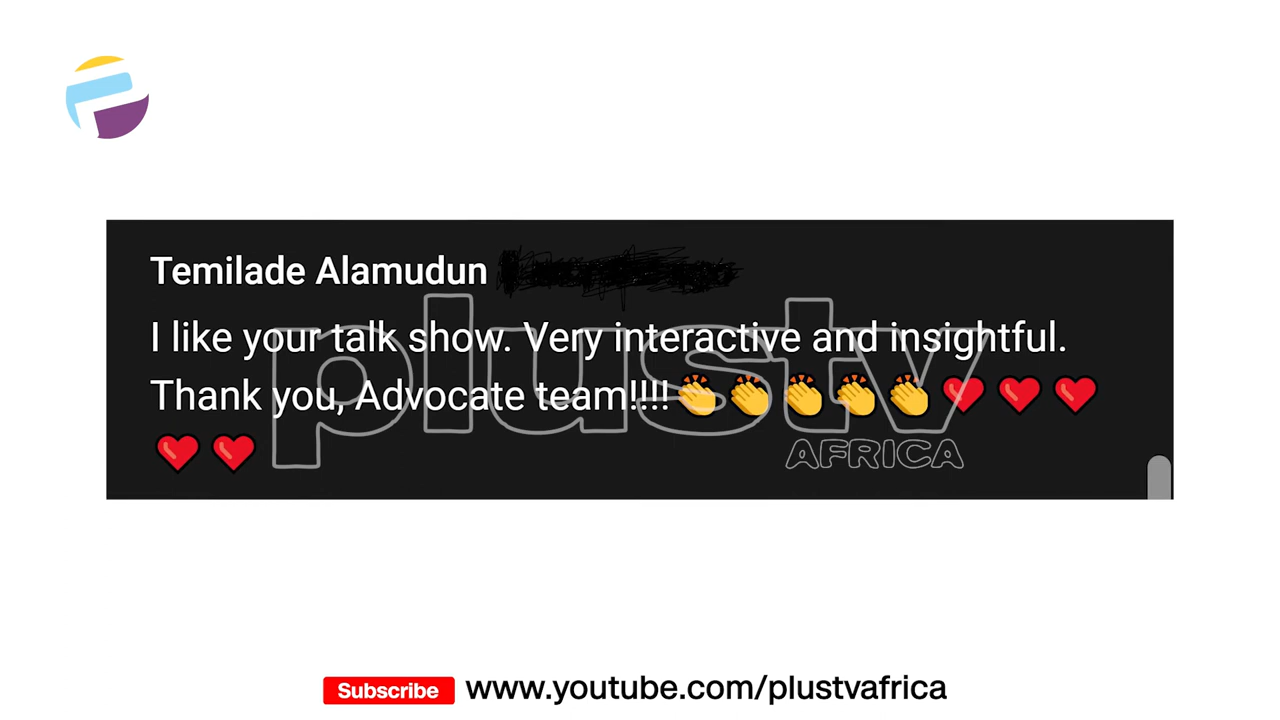 Temilade Alamudun
I like your talk show. Very interactive and insightful.
Thank you, Advocate team!!!!👏👏👏👏👏❤️❤️❤️
❤️❤️
plustv
AFRICA
Subscribe www.youtube.com/plustvafrica